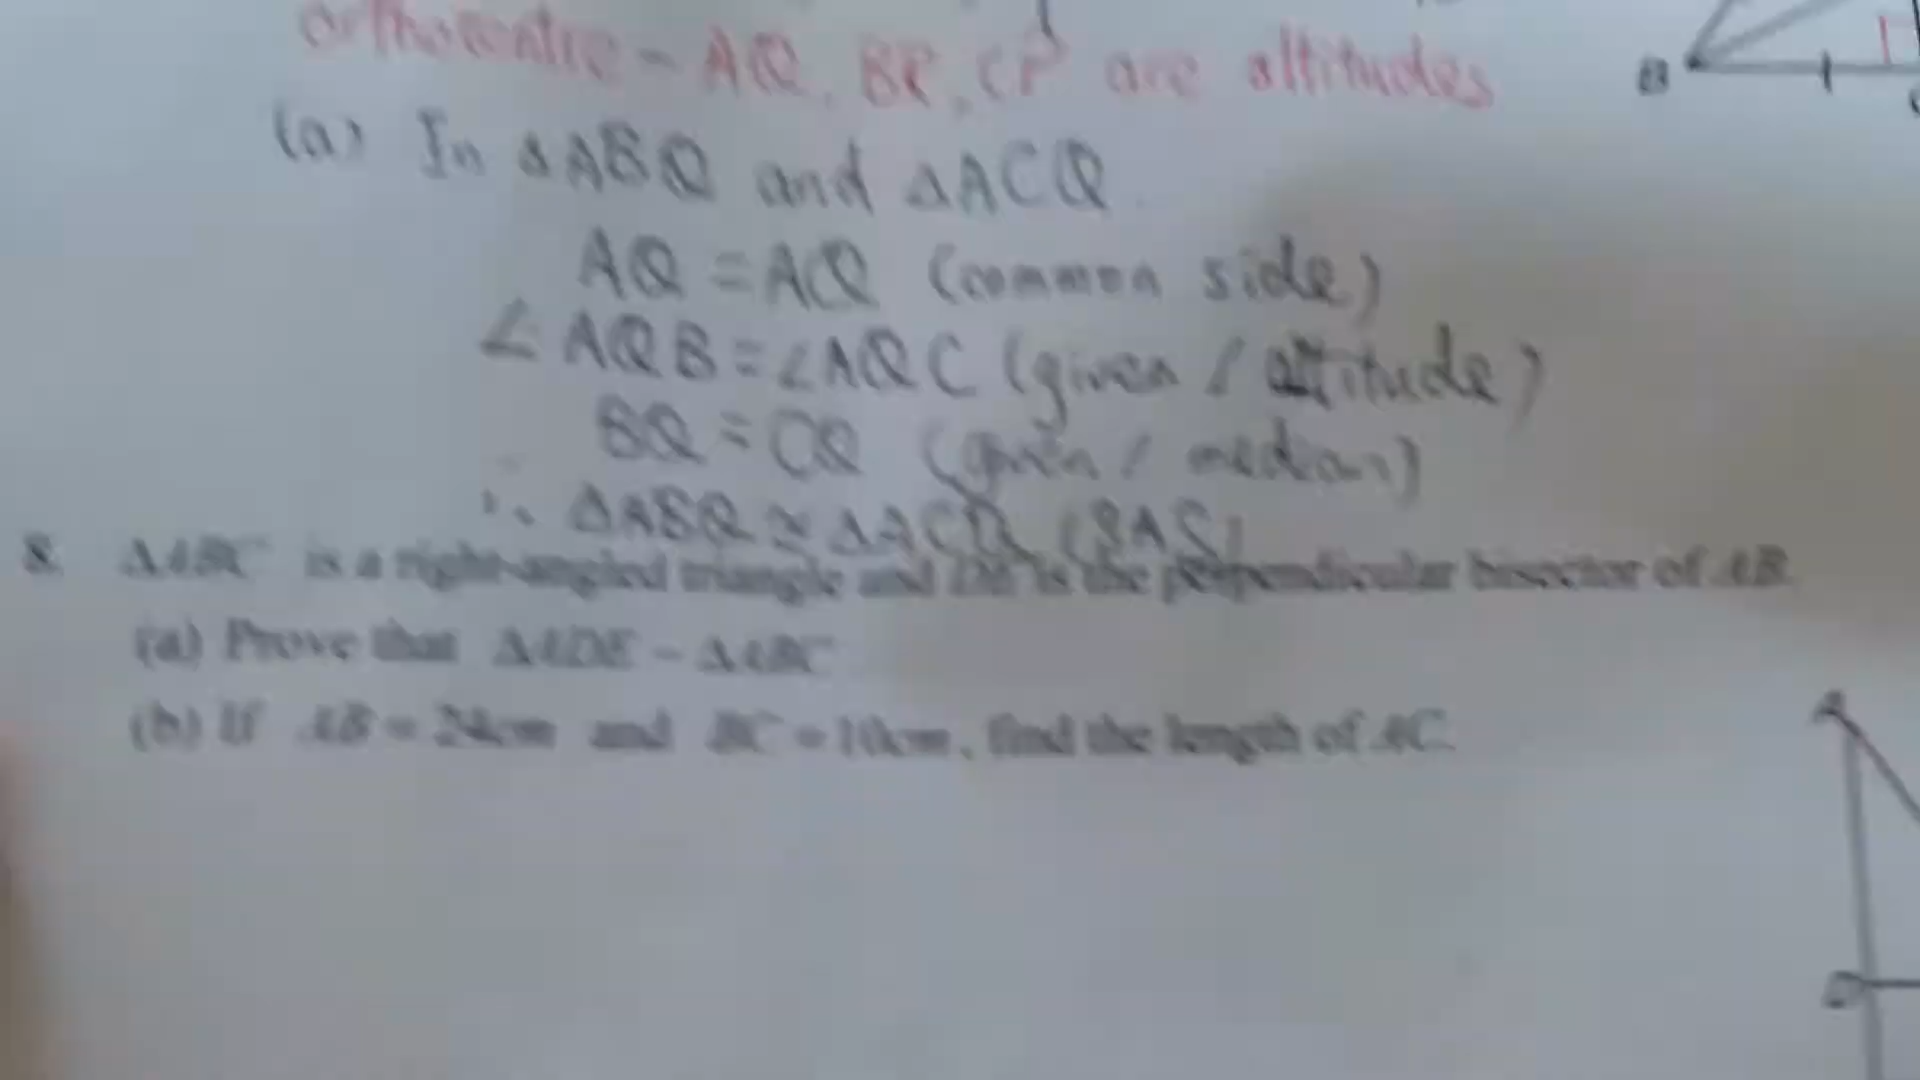 orthocentre - AQ, BR, CP are altitudes
B
(a) In ΔABQ and ΔACQ
AQ = AQ (common side)
∠AQB = ∠AQC (given / altitude)
BQ = CQ (given / median)
∴ ΔABQ ≅ ΔACQ (SAS)
8. ΔABC is a right-angled triangle and DE is the perpendicular bisector of AB.
(a) Prove that ΔADE ~ ΔABC
(b) If AB = 24cm and BC = 10cm, find the length of AC.
A
D